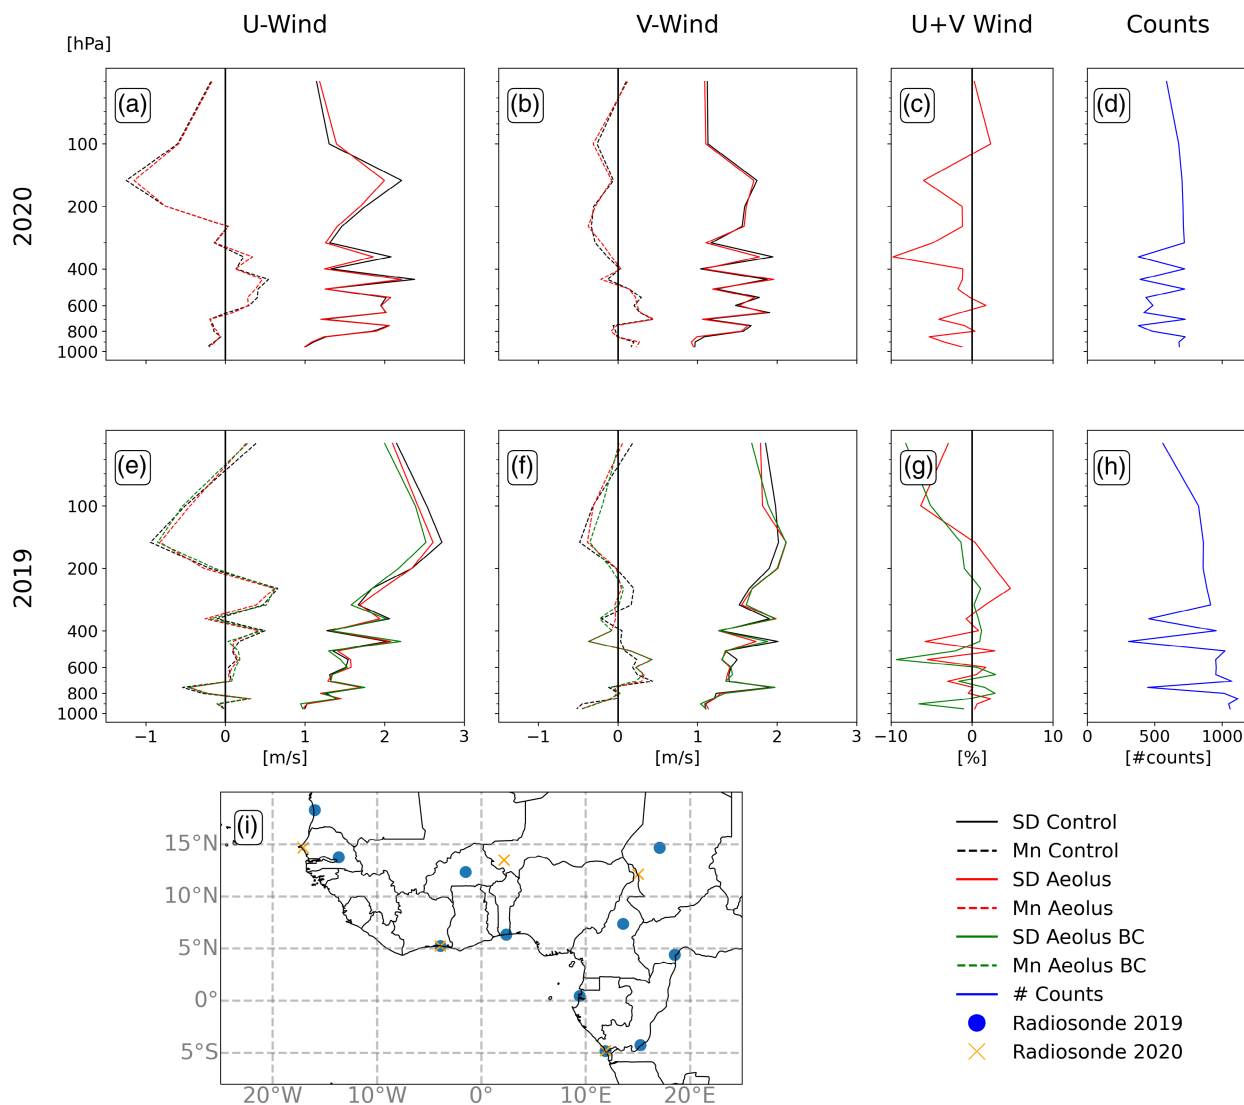 U-Wind V-Wind U+V Wind Counts
[hPa]
(a) (b) (c) (d)
2020
100
200
400
600
800
1000
(e) (f) (g) (h)
2019
100
200
400
600
800
1000
−1 0 1 2 3 −1 0 1 2 3 −10 0 10 0 500 1000
[m/s] [m/s] [%] [#counts]
(i)
15°N
10°N
5°N
0°
5°S
20°W 10°W 0° 10°E 20°E
SD Control
Mn Control
SD Aeolus
Mn Aeolus
SD Aeolus BC
Mn Aeolus BC
# Counts
Radiosonde 2019
Radiosonde 2020